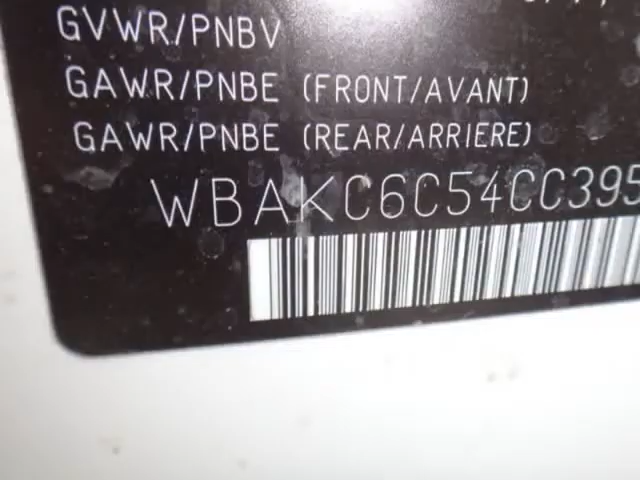 GVWR/PNBV
GAWR/PNBE (FRONT/AVANT)
GAWR/PNBE (REAR/ARRIERE)
WBAKC6C54CC395